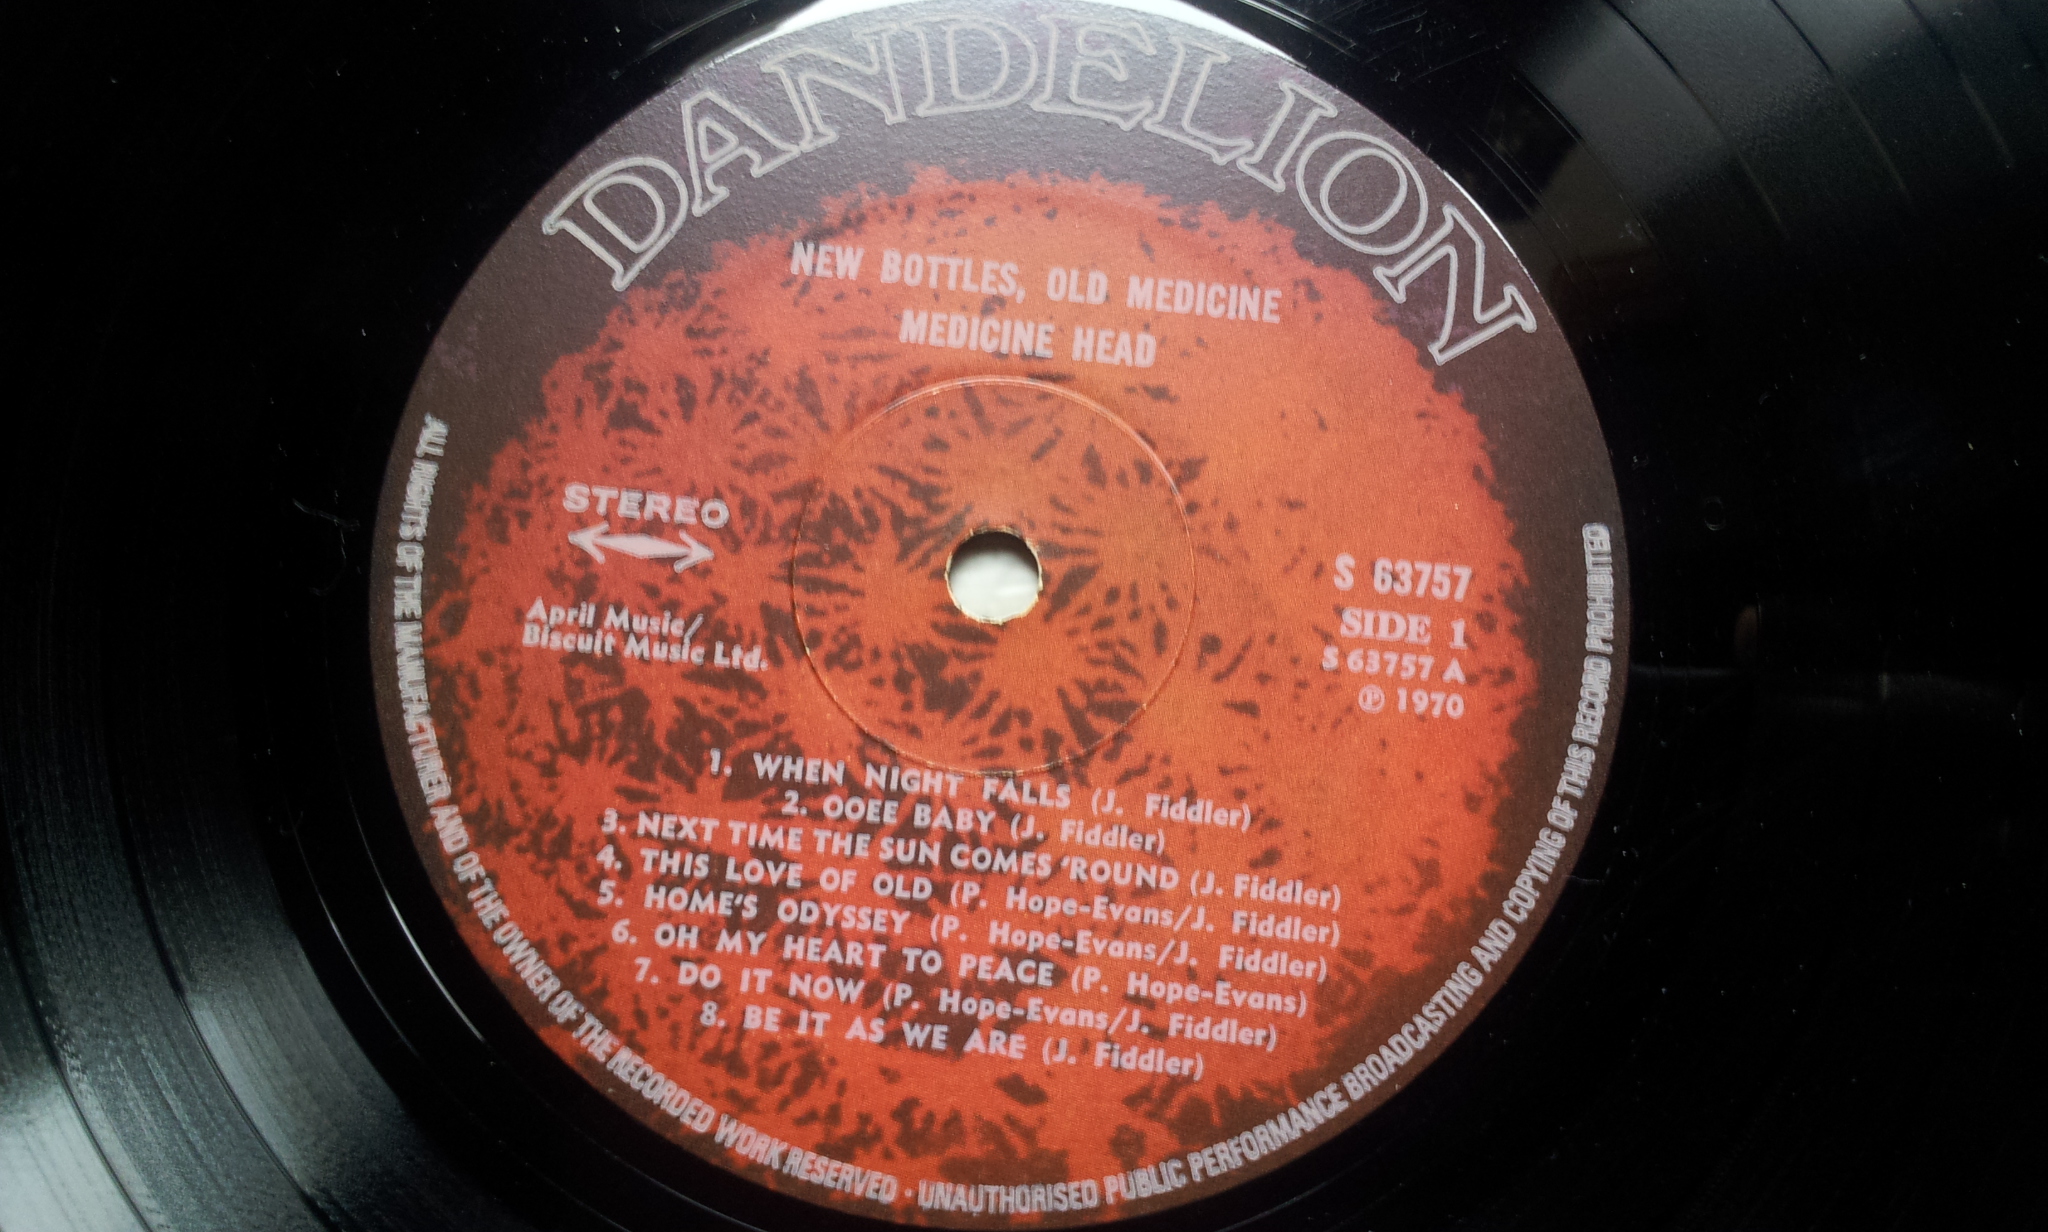 DANDELION
NEW BOTTLES, OLD MEDICINE
MEDICINE HEAD
STEREO
April Music/
Biscuit Music Ltd.
S 63757
SIDE 1
S 63757 A
℗ 1970
1. WHEN NIGHT FALLS (J. Fiddler)
2. OOEE BABY (J. Fiddler)
3. NEXT TIME THE SUN COMES 'ROUND (J. Fiddler)
4. THIS LOVE OF OLD (P. Hope-Evans/J. Fiddler)
5. HOME'S ODYSSEY (P. Hope-Evans/J. Fiddler)
6. OH MY HEART TO PEACE (P. Hope-Evans)
7. DO IT NOW (P. Hope-Evans/J. Fiddler)
8. BE IT AS WE ARE (J. Fiddler)
ALL RIGHTS OF THE MANUFACTURER AND OF THE OWNER OF THE RECORDED WORK RESERVED · UNAUTHORISED PUBLIC PERFORMANCE BROADCASTING AND COPYING OF THIS RECORD PROHIBITED